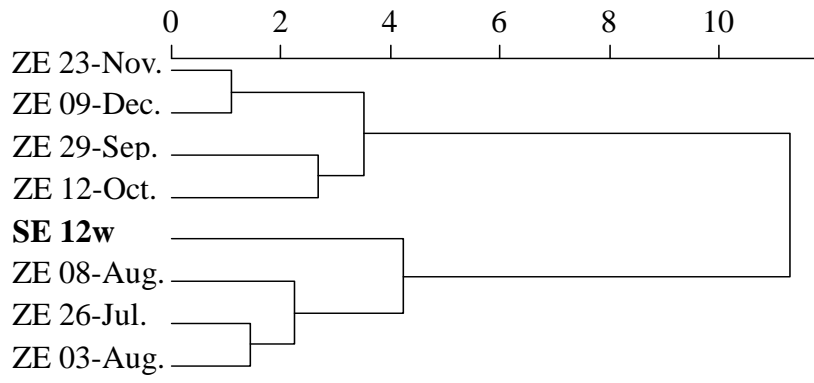 0 2 4 6 8 10
ZE 23-Nov.
ZE 09-Dec.
ZE 29-Sep.
ZE 12-Oct.
SE 12w
ZE 08-Aug.
ZE 26-Jul.
ZE 03-Aug.